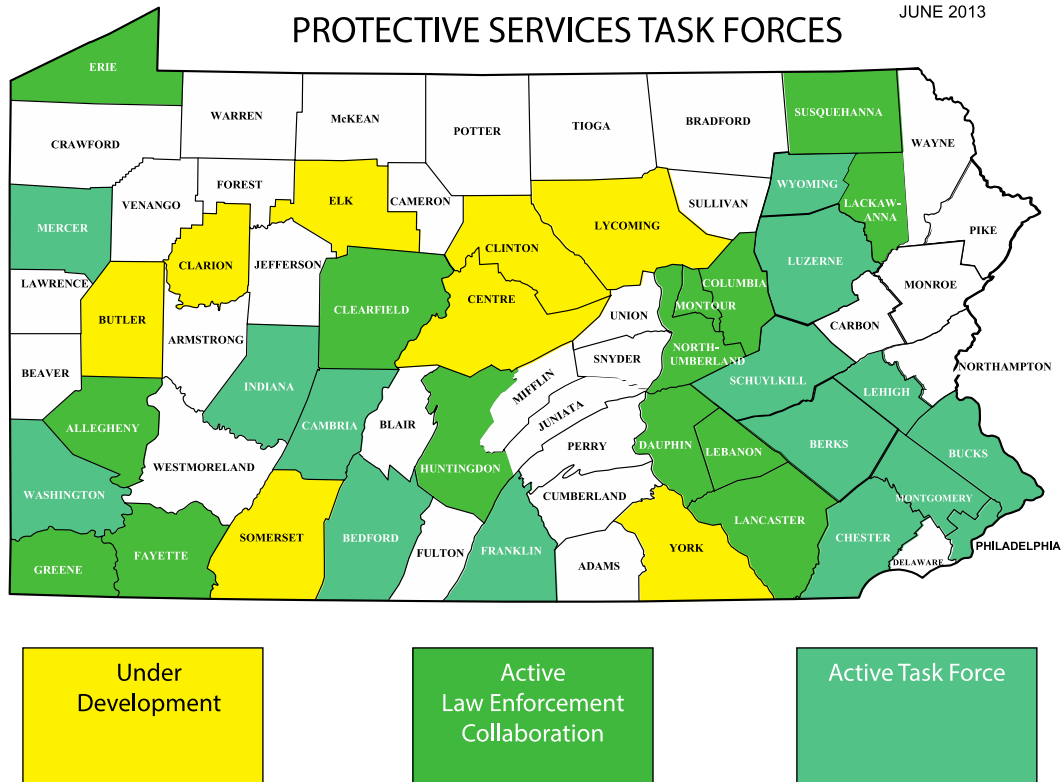 PROTECTIVE SERVICES TASK FORCES
JUNE 2013
ERIE
CRAWFORD
WARREN
McKEAN
POTTER
TIOGA
BRADFORD
SUSQUEHANNA
WAYNE
MERCER
VENANGO
FOREST
ELK
CAMERON
CLINTON
LYCOMING
SULLIVAN
WYOMING
LACKAW-
ANNA
PIKE
LAWRENCE
BUTLER
CLARION
JEFFERSON
CLEARFIELD
CENTRE
UNION
MONTOUR
COLUMBIA
LUZERNE
MONROE
CARBON
BEAVER
ARMSTRONG
INDIANA
SNYDER
NORTH-
UMBERLAND
SCHUYLKILL
LEHIGH
NORTHAMPTON
ALLEGHENY
WESTMORELAND
CAMBRIA
BLAIR
HUNTINGDON
MIFFLIN
JUNIATA
PERRY
DAUPHIN
LEBANON
BERKS
BUCKS
WASHINGTON
CUMBERLAND
LANCASTER
MONTGOMERY
GREENE
FAYETTE
SOMERSET
BEDFORD
FULTON
FRANKLIN
ADAMS
YORK
CHESTER
DELAWARE
PHILADELPHIA
Under
Development
Active
Law Enforcement
Collaboration
Active Task Force